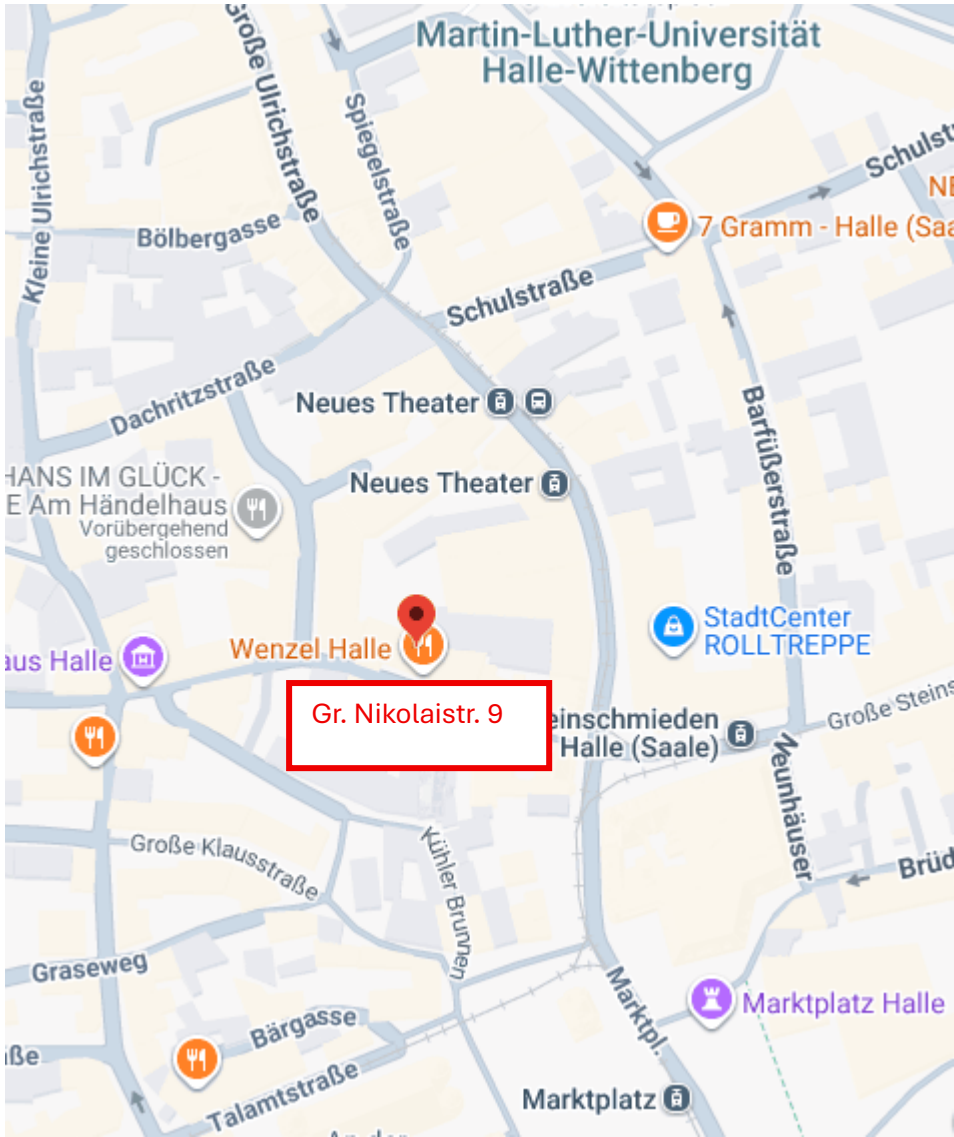 Martin-Luther-Universität
Halle-Wittenberg
Große Ulrichstraße
Spiegelstraße
Kleine Ulrichstraße
Schulst
7 Gramm - Halle (Saa
Bölbergasse
Schulstraße
Dachritzstraße
Neues Theater
Barfüßerstraße
HANS IM GLÜCK -
E Am Händelhaus
Vorübergehend
geschlossen
Neues Theater
StadtCenter
ROLLTREPPE
Wenzel Halle
aus Halle
Gr. Nikolaistr. 9
einschmieden
Halle (Saale)
Große Steins
Neunhäuser
Große Klausstraße
Kühler Brunnen
Brüd
Graseweg
Marktpl.
Marktplatz Halle
Bärgasse
aße
Talamtstraße
Marktplatz